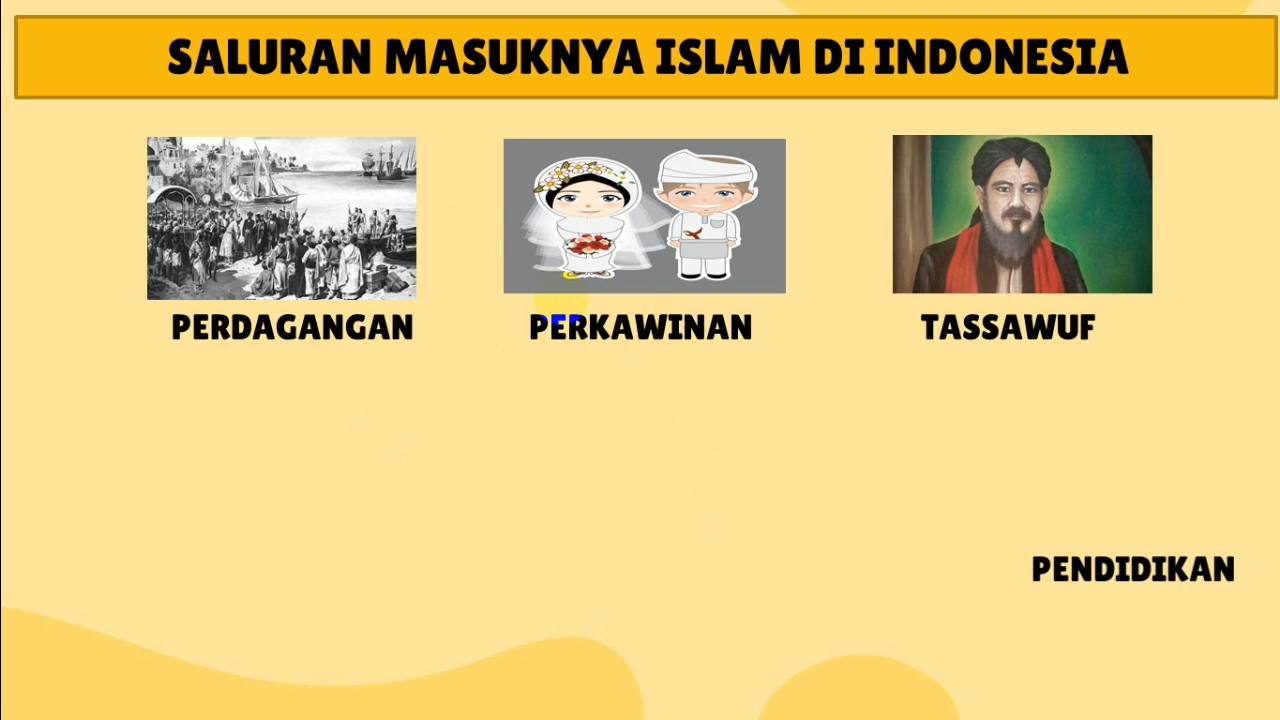 SALURAN MASUKNYA ISLAM DI INDONESIA
PERDAGANGAN
PERKAWINAN
TASSAWUF
PENDIDIKAN